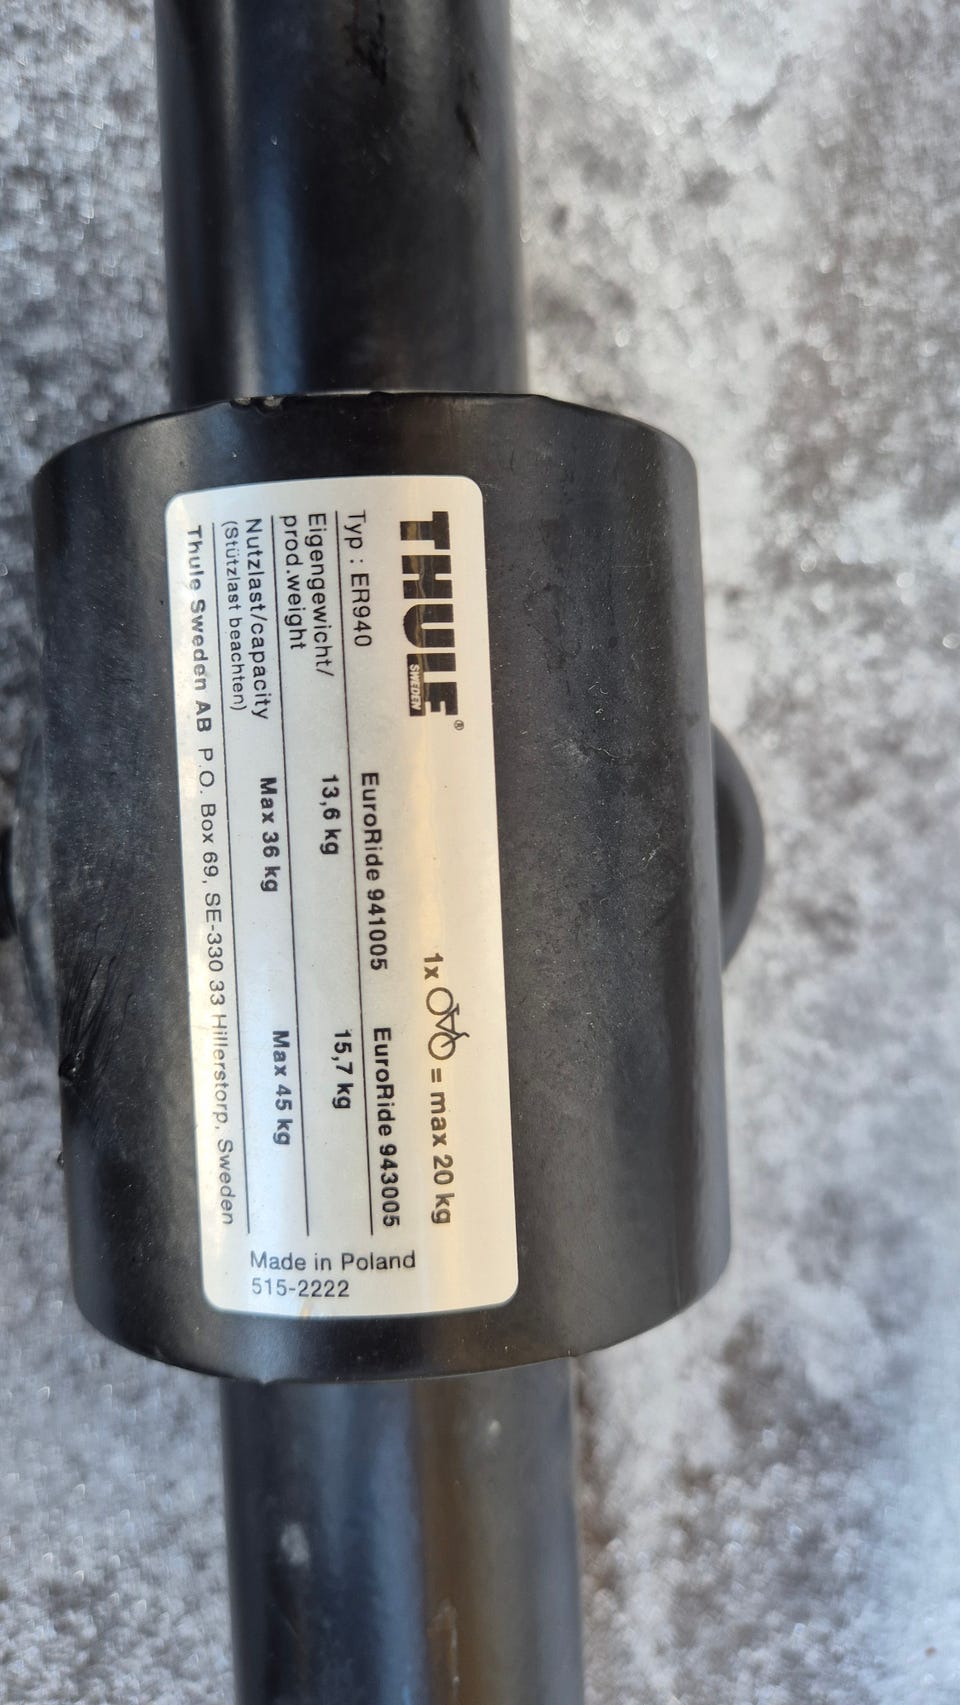 THULE®
SWEDEN
1x = max 20 kg
Typ : ER940 EuroRide 941005 EuroRide 943005
Eigengewicht/ 13,6 kg 15,7 kg
prod.weight
Nutzlast/capacity Max 36 kg Max 45 kg
(Stützlast beachten)
Thule Sweden AB P.O. Box 69, SE-330 33 Hillerstorp, Sweden
Made in Poland
515-2222